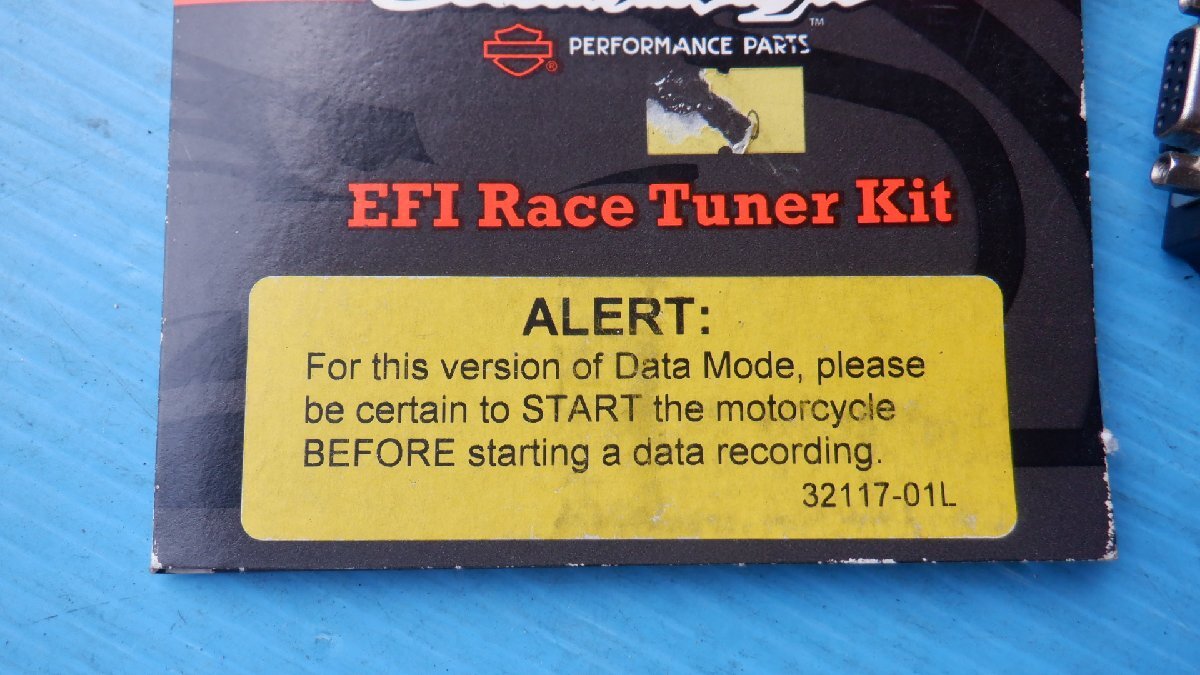 PERFORMANCE PARTS
™
®
EFI Race Tuner Kit
ALERT:
For this version of Data Mode, please
be certain to START the motorcycle
BEFORE starting a data recording.
32117-01L